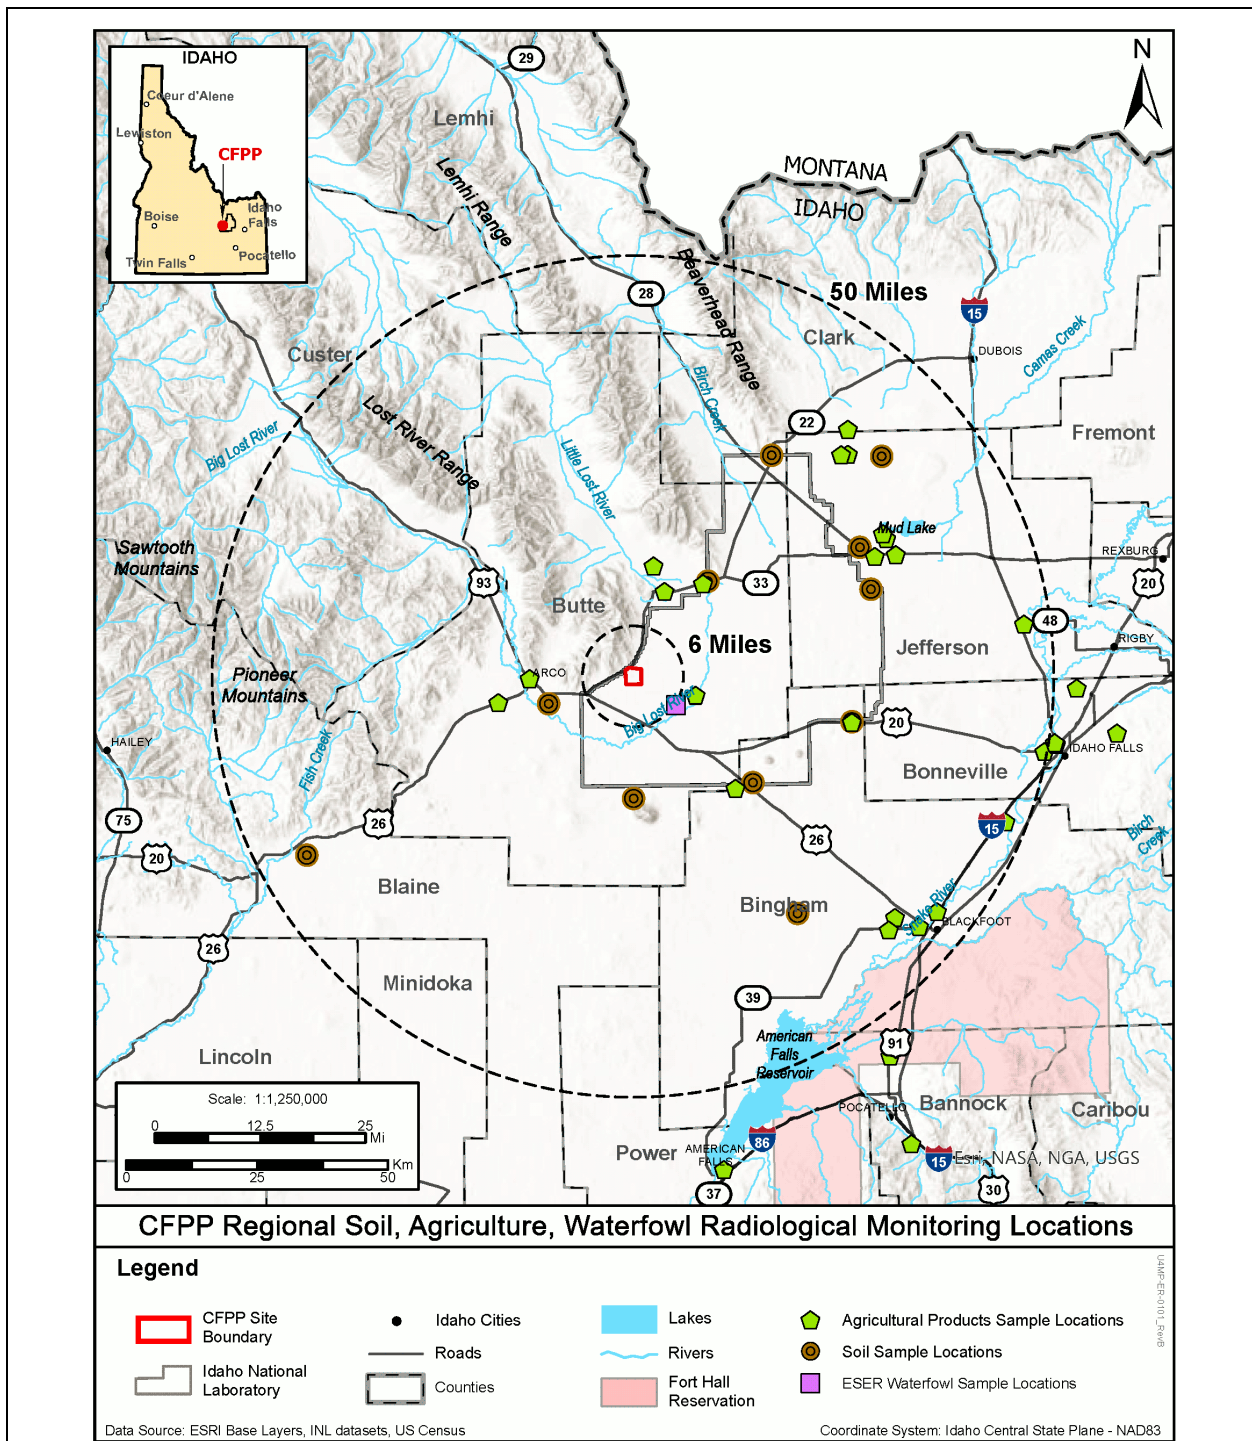 IDAHO
Coeur d'Alene
Lewiston
CFPP
Boise
Idaho
Falls
Pocatello
Twin Falls
N
29
Lemhi
Lemhi Range
MONTANA
IDAHO
Beaverhead Range
50 Miles
28
15
Clark
DUBOIS
Camas Creek
Custer
Birch Creek
Lost River Range
22
Fremont
Big Lost River
Little Lost River
Mud Lake
Sawtooth
Mountains
REXBURG
93
33
20
Butte
48
6 Miles
RIGBY
Jefferson
Pioneer
Mountains
ARCO
Big Lost River
20
HAILEY
Fish Creek
IDAHO FALLS
Bonneville
75
26
15
Birch
Creek
20
26
Blaine
Bingham
Snake River
BLACKFOOT
26
Minidoka
39
American
Falls
Reservoir
91
Lincoln
POCATELLO
Bannock
Caribou
Scale: 1:1,250,000
0 12.5 25
Mi
Km
0 25 50
Power
AMERICAN
FALLS
86
15
Esri, NASA, NGA, USGS
37
30
CFPP Regional Soil, Agriculture, Waterfowl Radiological Monitoring Locations
Legend
CFPP Site
Boundary
Idaho National
Laboratory
Idaho Cities
Roads
Counties
Lakes
Rivers
Fort Hall
Reservation
Agricultural Products Sample Locations
Soil Sample Locations
ESER Waterfowl Sample Locations
U4MP-ER-0101_RevB
Data Source: ESRI Base Layers, INL datasets, US Census
Coordinate System: Idaho Central State Plane - NAD83